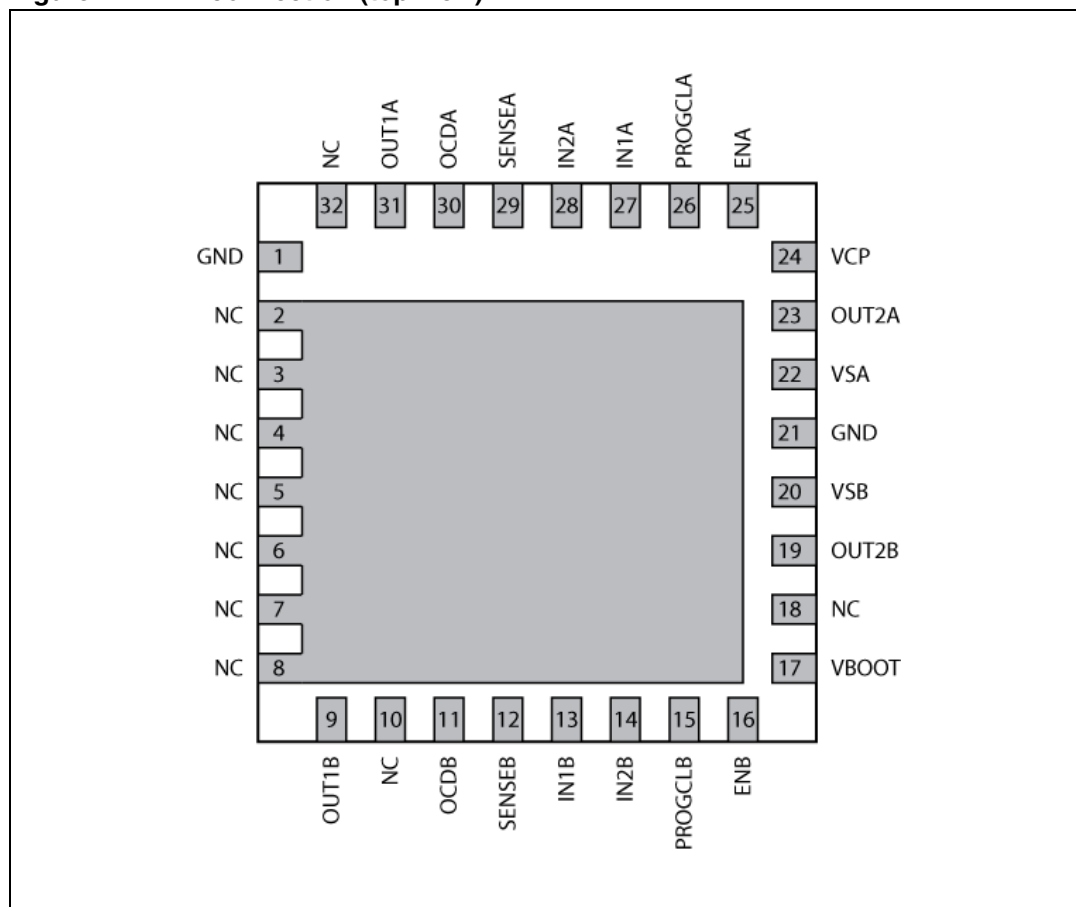 NC
OUT1A
OCDA
SENSEA
IN2A
IN1A
PROGCLA
ENA
32
31
30
29
28
27
26
25
GND 1
24 VCP
NC 2
23 OUT2A
NC 3
22 VSA
NC 4
21 GND
NC 5
20 VSB
NC 6
19 OUT2B
NC 7
18 NC
NC 8
17 VBOOT
9
10
11
12
13
14
15
16
OUT1B
NC
OCDB
SENSEB
IN1B
IN2B
PROGCLB
ENB